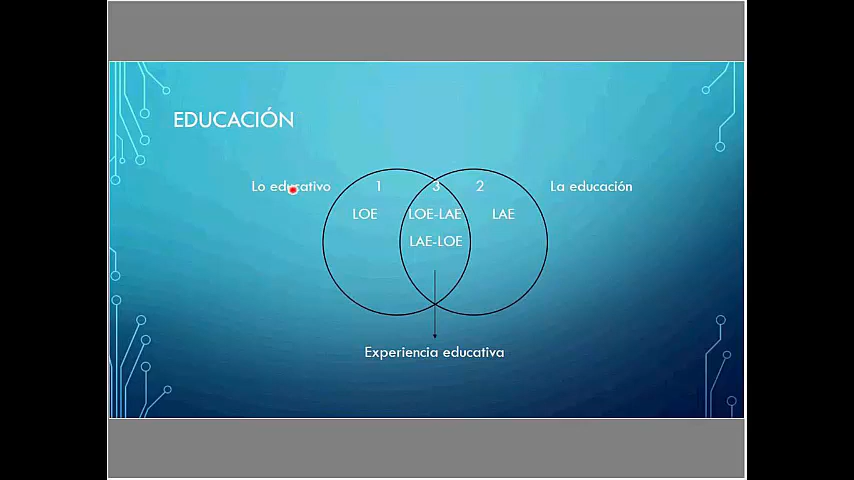 EDUCACIÓN
Lo educativo 1 3 2 La educación
LOE LOE-LAE LAE
LAE-LOE
Experiencia educativa